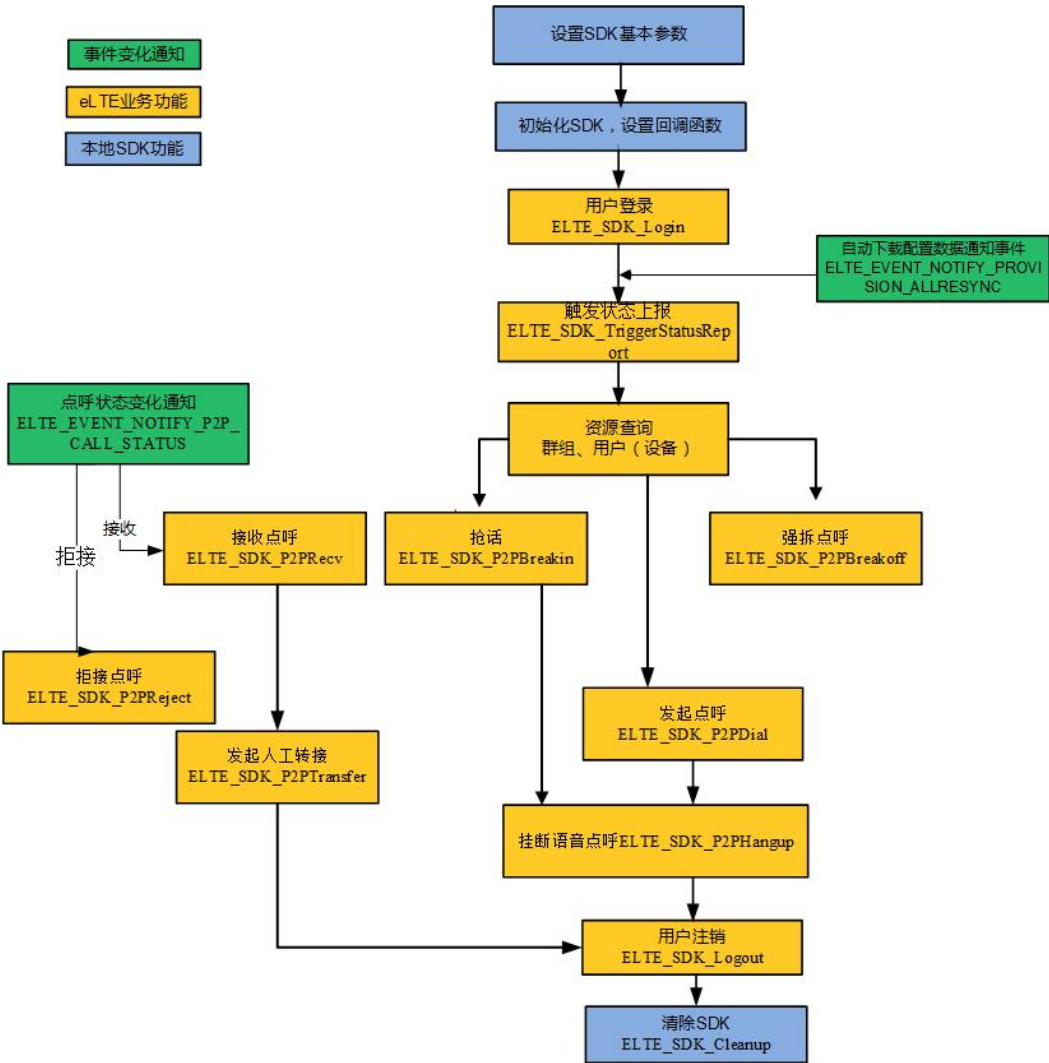 设置SDK基本参数
事件变化通知
eLTE业务功能
初始化SDK，设置回调函数
本地SDK功能
用户登录
ELTE_SDK_Login
自动下载配置数据通知事件
ELTE_EVENT_NOTIFY_PROVI
SION_ALLRESYNC
触发状态上报
ELTE_SDK_TriggerStatusRep
ort
点呼状态变化通知
ELTE_EVENT_NOTIFY_P2P_
CALL_STATUS
资源查询
群组、用户（设备）
接收
拒接
接收点呼
ELTE_SDK_P2PRecv
抢话
ELTE_SDK_P2PBreakin
强拆点呼
ELTE_SDK_P2PBreakoff
拒接点呼
ELTE_SDK_P2PReject
发起点呼
ELTE_SDK_P2PDial
发起人工转接
ELTE_SDK_P2PTransfer
挂断语音点呼ELTE_SDK_P2PHangup
用户注销
ELTE_SDK_Logout
清除SDK
ELTE_SDK_Cleanup